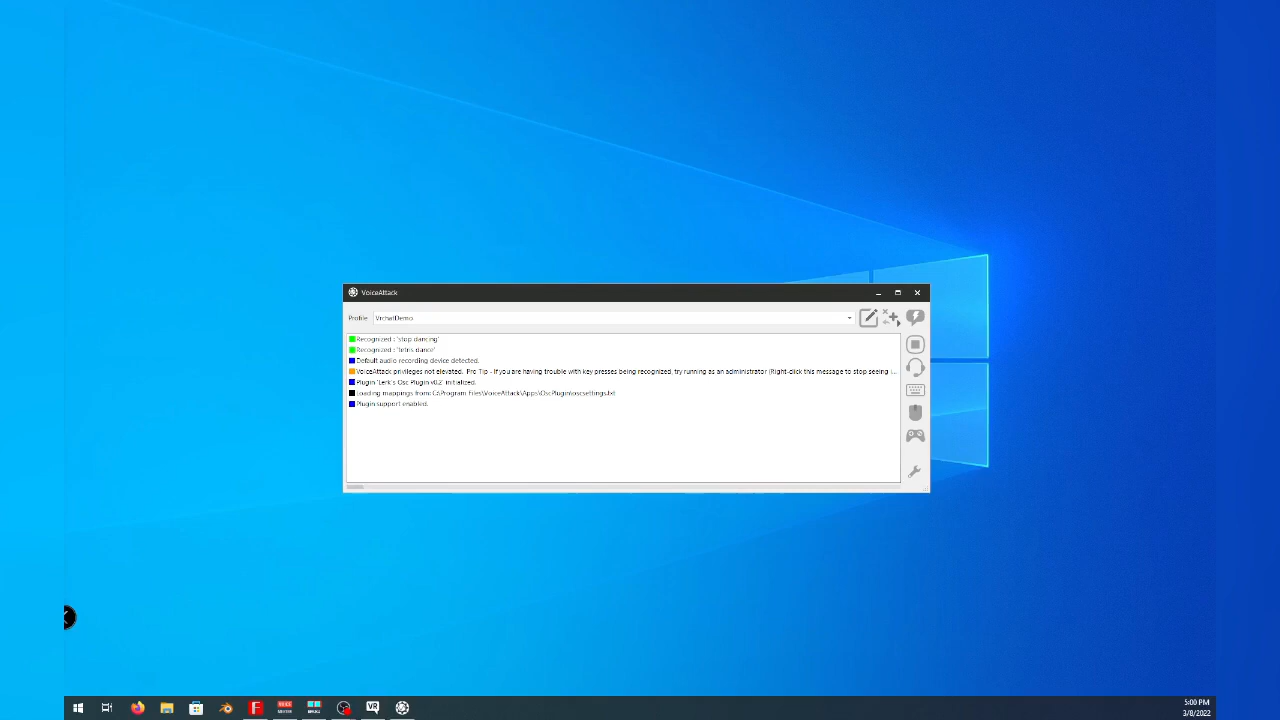 VoiceAttack
Profile VrchatDemo
Recognized : 'stop dancing'
Recognized : 'tetris dance'
Default audio recording device detected.
VoiceAttack privileges not elevated. Pro Tip - If you are having trouble with key presses being recognized, try running as an administrator (Right-click this message to stop seeing i...
Plugin 'Lerk's Osc Plugin v0.2' initialized.
Loading mappings from: C:\Program Files\VoiceAttack\Apps\OscPlugin\oscsettings.txt
Plugin support enabled.
F
VR
5:00 PM
3/8/2022